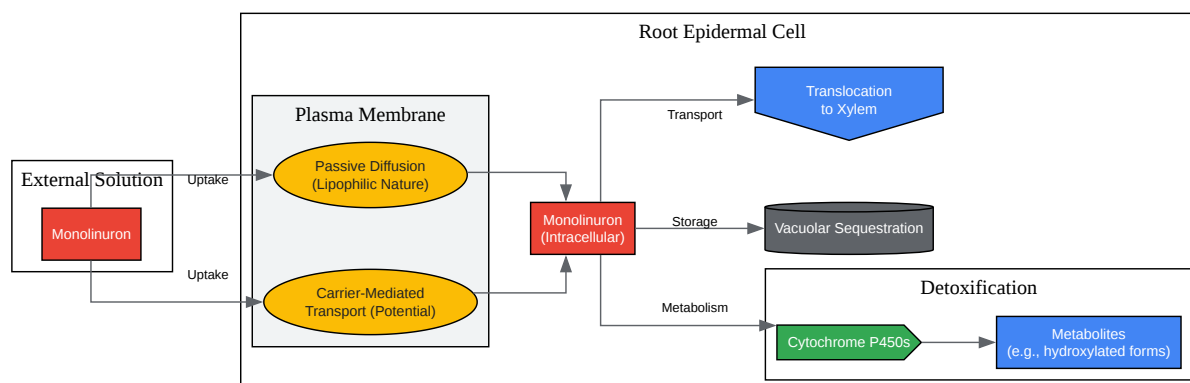 Root Epidermal Cell
Plasma Membrane
External Solution
Monolinuron
Uptake
Uptake
Passive Diffusion
(Lipophilic Nature)
Carrier-Mediated
Transport (Potential)
Monolinuron
(Intracellular)
Transport
Translocation
to Xylem
Storage
Vacuolar Sequestration
Metabolism
Detoxification
Cytochrome P450s
Metabolites
(e.g., hydroxylated forms)